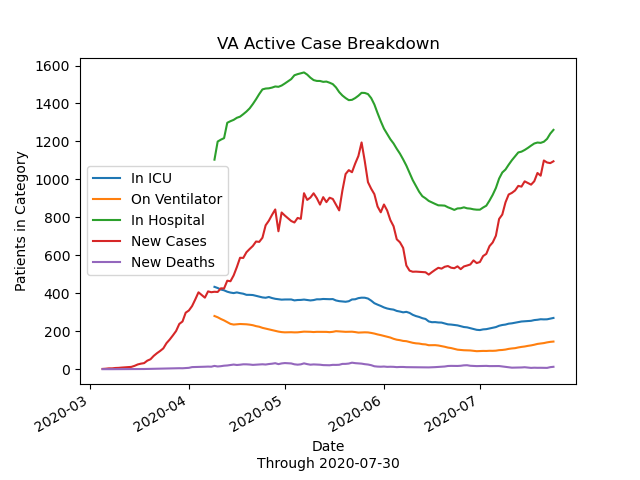 VA Active Case Breakdown
Patients in Category
1600
1400
1200
1000
800
600
400
200
0
In ICU
On Ventilator
In Hospital
New Cases
New Deaths
2020-03
2020-04
2020-05
2020-06
2020-07
Date
Through 2020-07-30